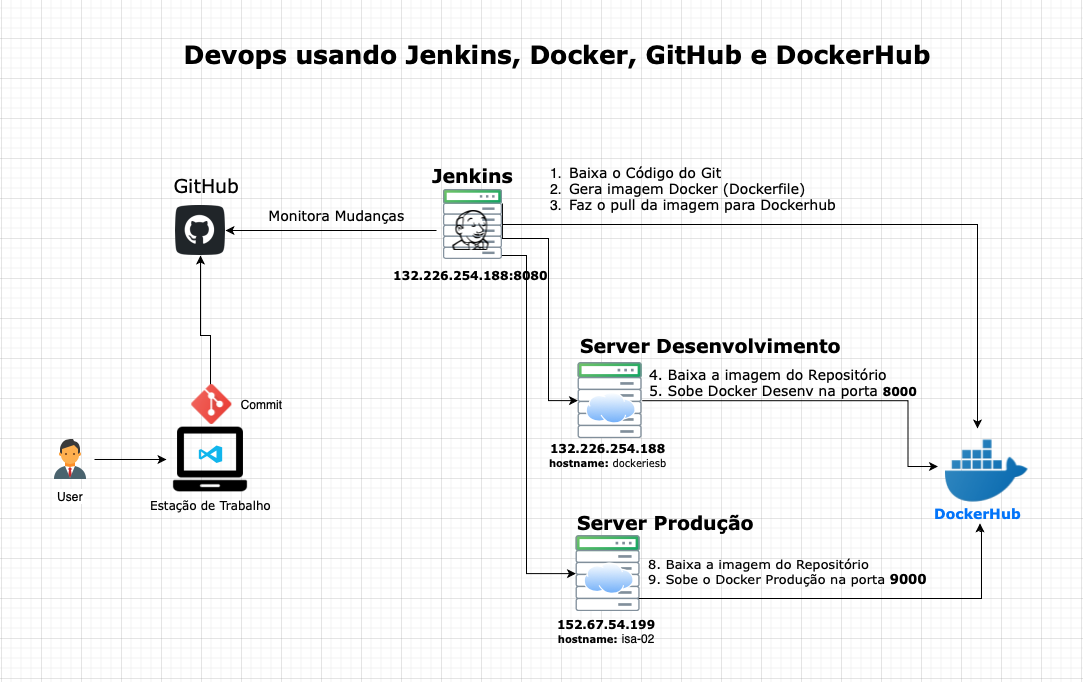 Devops usando Jenkins, Docker, GitHub e DockerHub
GitHub
Monitora Mudanças
Jenkins
132.226.254.188:8080
1. Baixa o Código do Git
2. Gera imagem Docker (Dockerfile)
3. Faz o pull da imagem para Dockerhub
Server Desenvolvimento
4. Baixa a imagem do Repositório
5. Sobe Docker Desenv na porta 8000
132.226.254.188
hostname: dockeriesb
Commit
User
Estação de Trabalho
DockerHub
Server Produção
8. Baixa a imagem do Repositório
9. Sobe o Docker Produção na porta 9000
152.67.54.199
hostname: isa-02